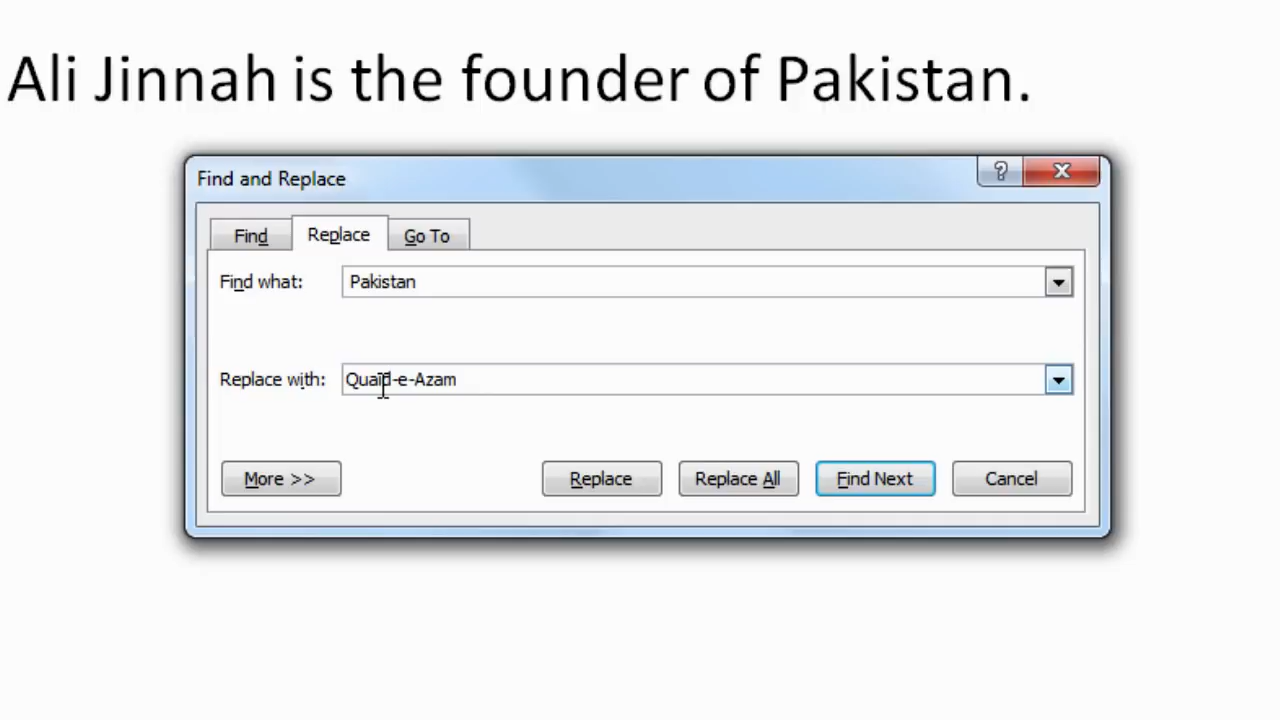 Ali Jinnah is the founder of Pakistan.
Find and Replace
?
Find Replace Go To
Find what: Pakistan
Replace with: Quaid-e-Azam
More >> Replace Replace All Find Next Cancel